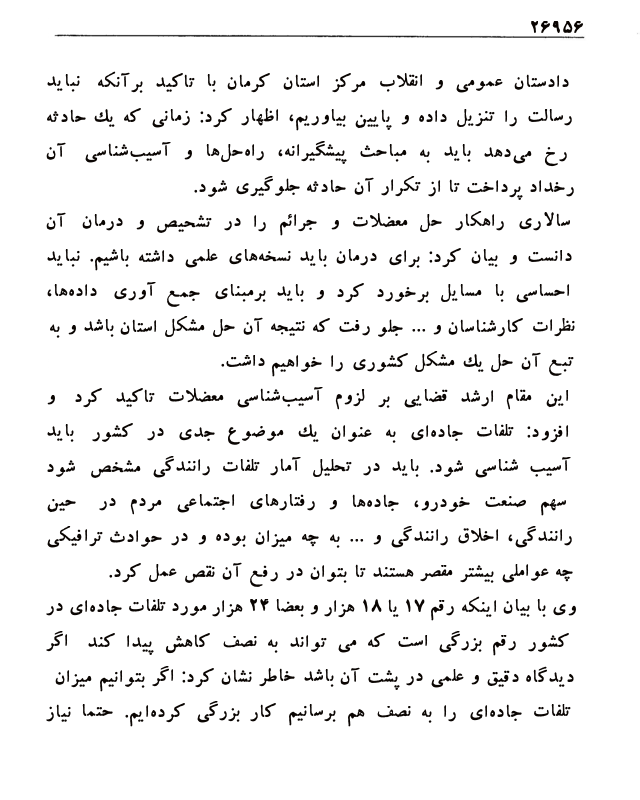 ۲۶۹۵۶
دادستان عمومی و انقلاب مرکز استان کرمان با تاکید برآنکه نباید
رسالت را تنزیل داده و پایین بیاوریم، اظهار کرد: زمانی که یك حادثه
رخ می‌دهد باید به مباحث پیشگیرانه، راه‌حل‌ها و آسیب‌شناسی آن
رخداد پرداخت تا از تکرار آن حادثه جلوگیری شود.
سالاری راهکار حل معضلات و جرائم را در تشخیص و درمان آن
دانست و بیان کرد: برای درمان باید نسخه‌های علمی داشته باشیم. نباید
احساسی با مسایل برخورد کرد و باید برمبنای جمع آوری داده‌ها،
نظرات کارشناسان و ... جلو رفت که نتیجه آن حل مشکل استان باشد و به
تبع آن حل یك مشکل کشوری را خواهیم داشت.
این مقام ارشد قضایی بر لزوم آسیب‌شناسی معضلات تاکید کرد و
افزود: تلفات جاده‌ای به عنوان یك موضوع جدی در کشور باید
آسیب شناسی شود. باید در تحلیل آمار تلفات رانندگی مشخص شود
سهم صنعت خودرو، جاده‌ها و رفتارهای اجتماعی مردم در حین
رانندگی، اخلاق رانندگی و ... به چه میزان بوده و در حوادث ترافیکی
چه عواملی بیشتر مقصر هستند تا بتوان در رفع آن نقص عمل کرد.
وی با بیان اینکه رقم ۱۷ یا ۱۸ هزار و بعضا ۲۴ هزار مورد تلفات جاده‌ای در
کشور رقم بزرگی است که می تواند به نصف کاهش پیدا کند اگر
دیدگاه دقیق و علمی در پشت آن باشد خاطر نشان کرد: اگر بتوانیم میزان
تلفات جاده‌ای را به نصف هم برسانیم کار بزرگی کرده‌ایم. حتما نیاز